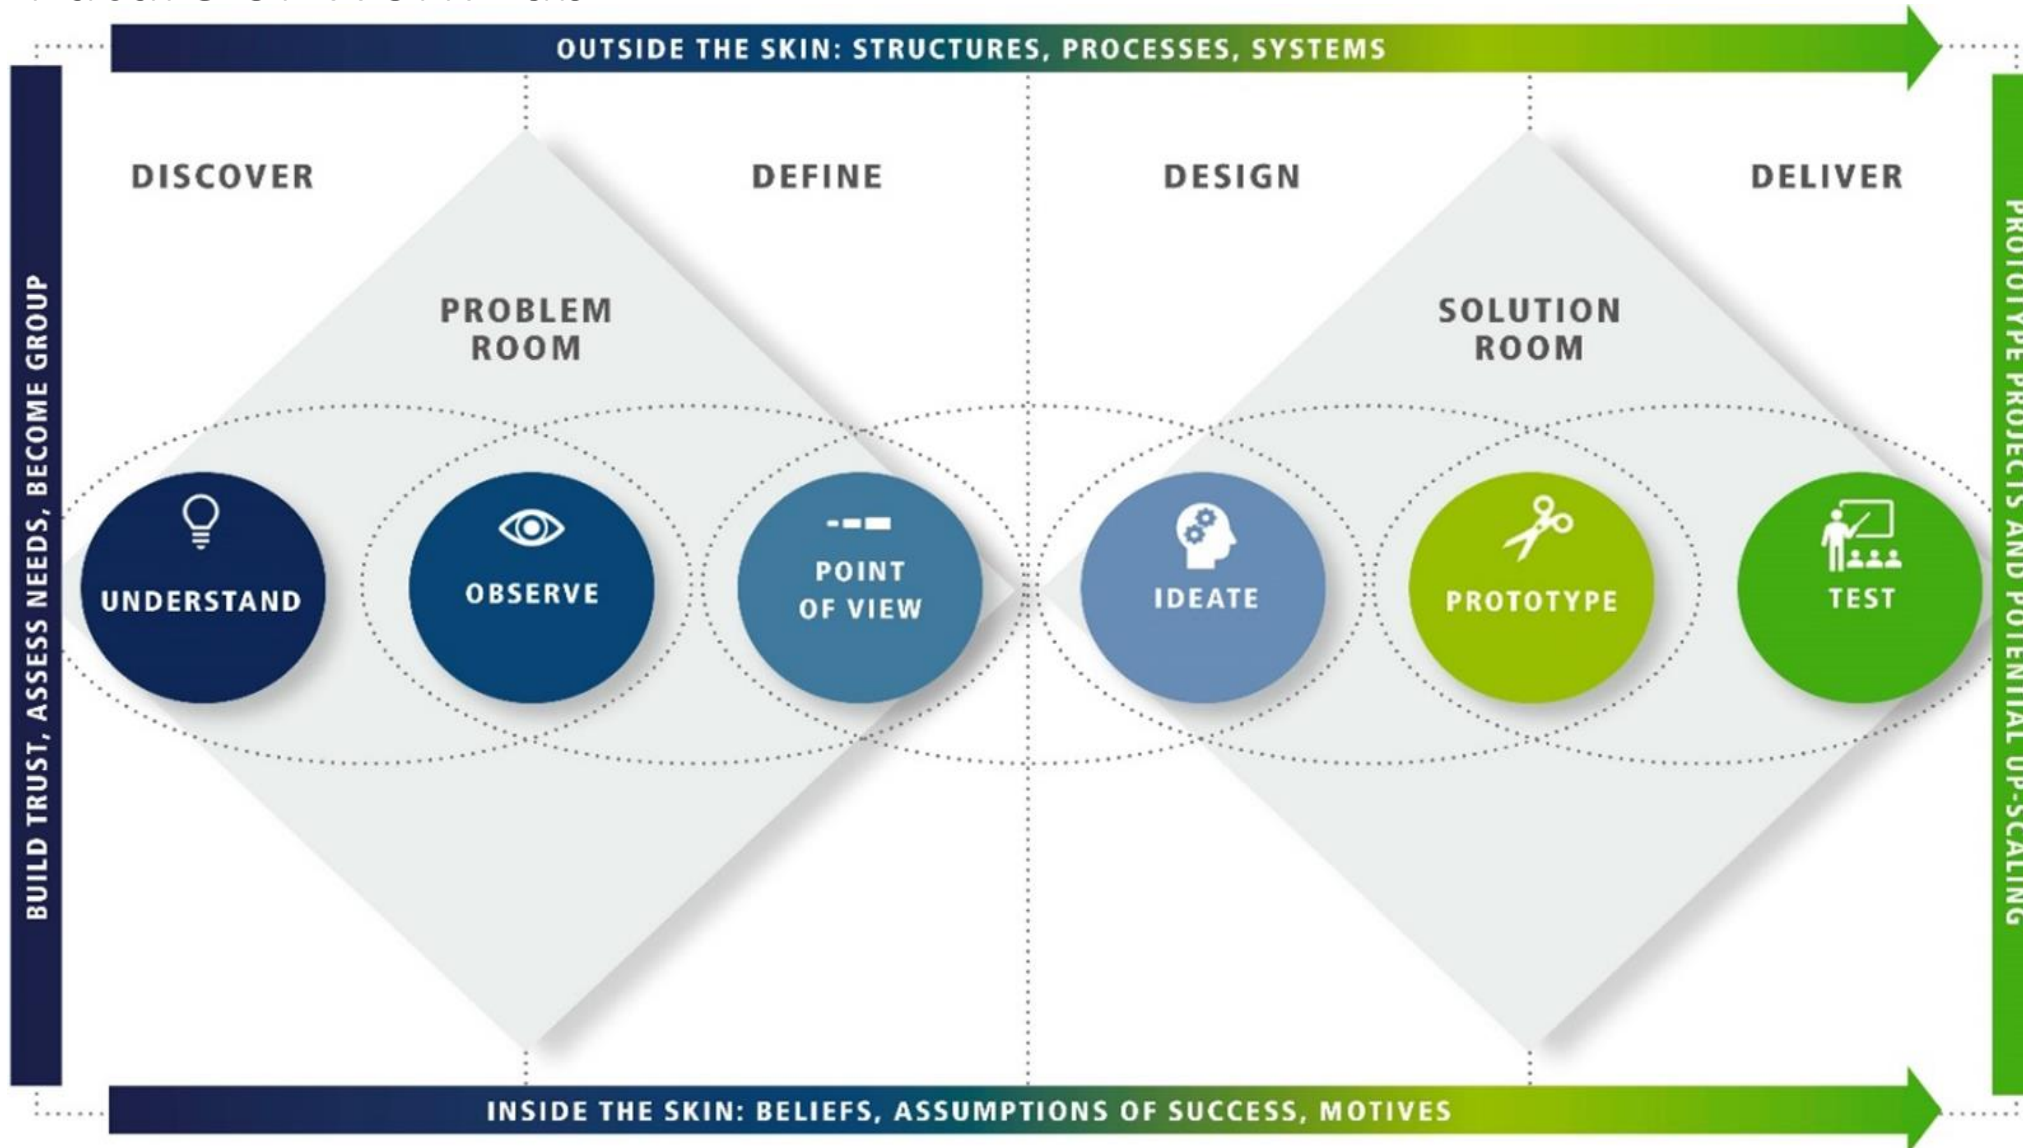 OUTSIDE THE SKIN: STRUCTURES, PROCESSES, SYSTEMS
DISCOVER
DEFINE
DESIGN
DELIVER
PROBLEM
ROOM
SOLUTION
ROOM
BUILD TRUST, ASSESS NEEDS, BECOME GROUP
UNDERSTAND
OBSERVE
POINT
OF VIEW
IDEATE
PROTOTYPE
TEST
PROTOTYPE PROJECTS AND POTENTIAL UP-SCALING
INSIDE THE SKIN: BELIEFS, ASSUMPTIONS OF SUCCESS, MOTIVES